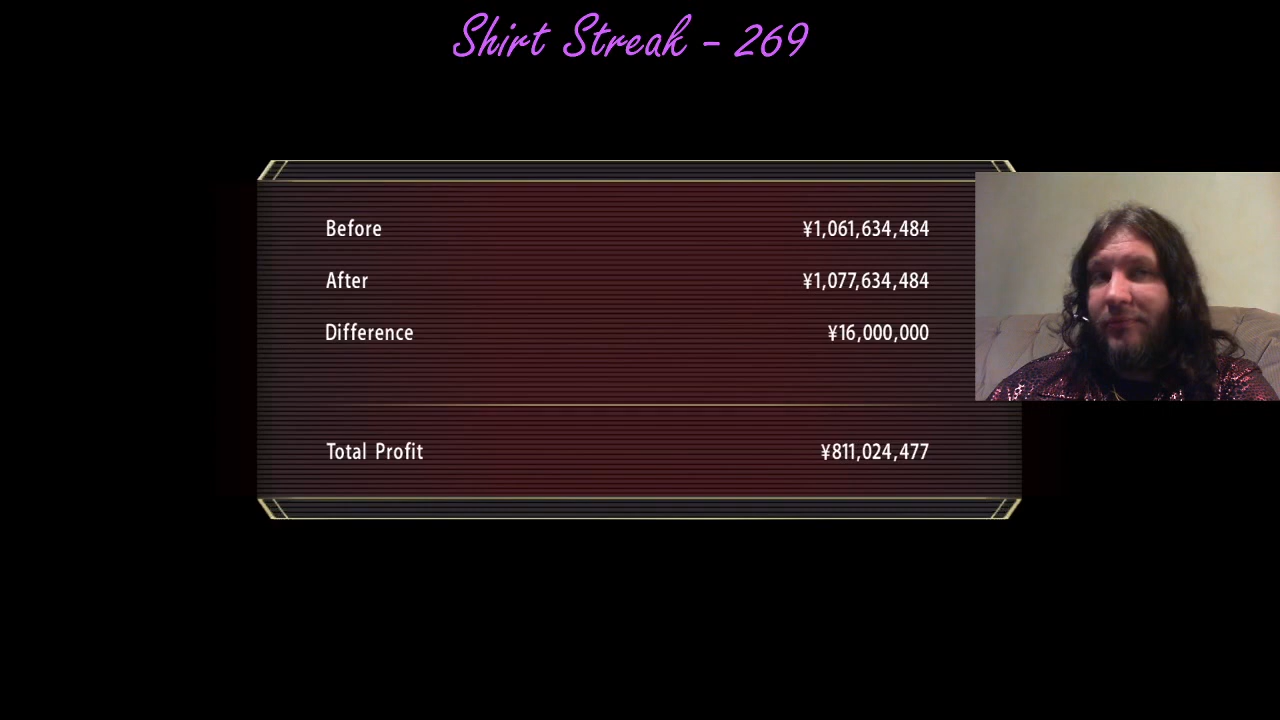 Shirt Streak - 269
Before ¥1,061,634,484
After ¥1,077,634,484
Difference ¥16,000,000
Total Profit ¥811,024,477